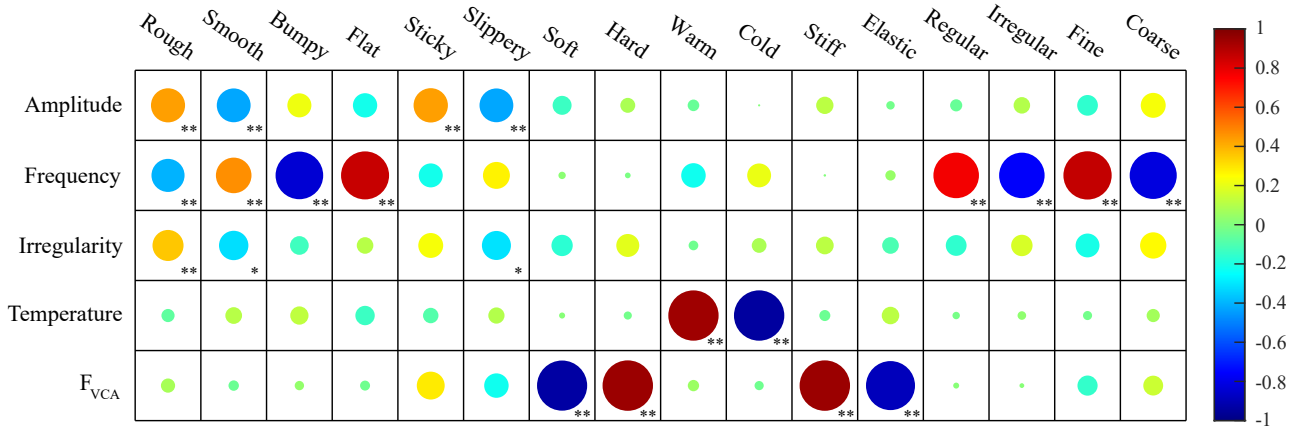 Rough Smooth Bumpy Flat Sticky Slippery Soft Hard Warm Cold Stiff Elastic Regular Irregular Fine Coarse
Amplitude
** ** ** **
Frequency
** ** ** ** ** ** ** **
Irregularity
** * *
Temperature
** **
F_VCA
** ** ** **
1
0.8
0.6
0.4
0.2
0
-0.2
-0.4
-0.6
-0.8
-1